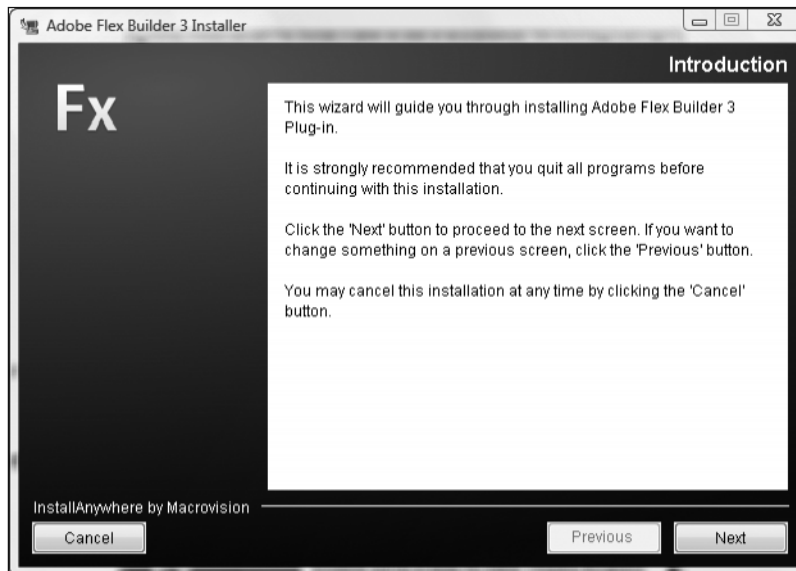 Adobe Flex Builder 3 Installer
Introduction
Fx
This wizard will guide you through installing Adobe Flex Builder 3
Plug-in.
It is strongly recommended that you quit all programs before
continuing with this installation.
Click the 'Next' button to proceed to the next screen. If you want to
change something on a previous screen, click the 'Previous' button.
You may cancel this installation at any time by clicking the 'Cancel'
button.
InstallAnywhere by Macrovision
Cancel
Previous
Next